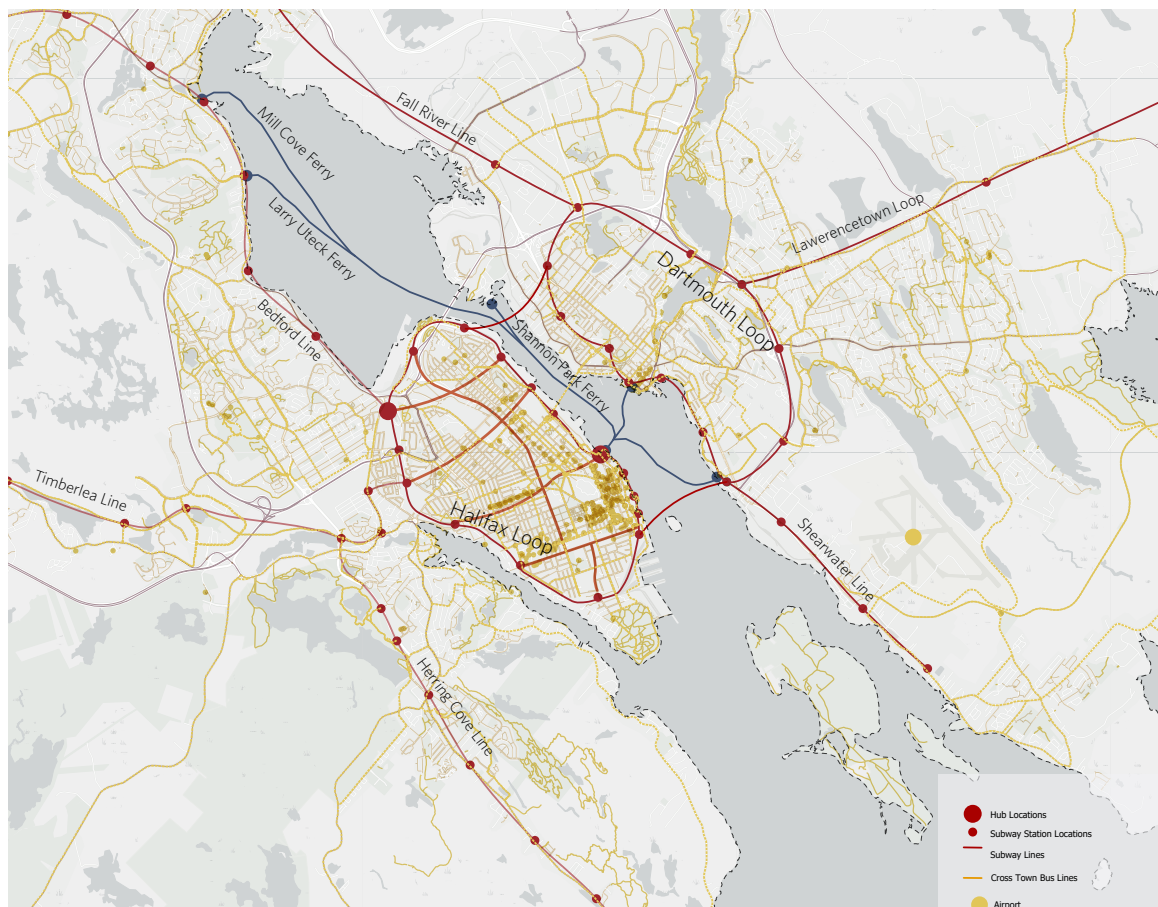 Mill Cove Ferry
Fall River Line
Larry Uteck Ferry
Lawerencetown Loop
Dartmouth Loop
Bedford Line
Shannon Park Ferry
Timberlea Line
Halifax Loop
Shearwater Line
Herring Cove Line
Hub Locations
Subway Station Locations
Subway Lines
Cross Town Bus Lines
Airport